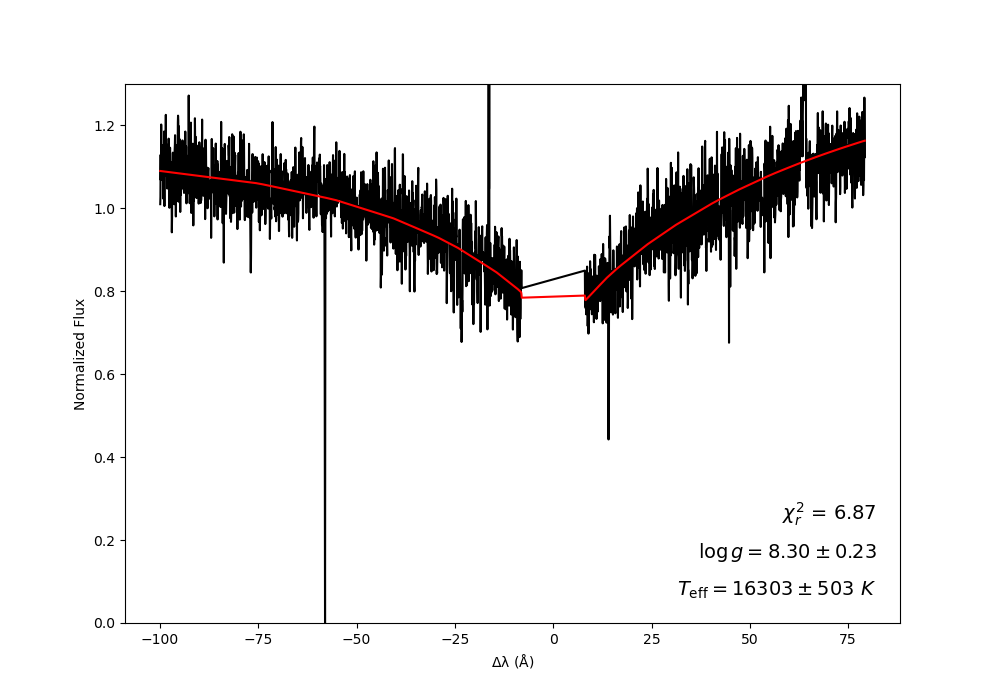 1.2
1.0
0.8
0.6
0.4
0.2
0.0
Normalized Flux
χ²ᵣ = 6.87
log g = 8.30 ± 0.23
T_eff = 16303 ± 503 K
−100 −75 −50 −25 0 25 50 75
Δλ (Å)